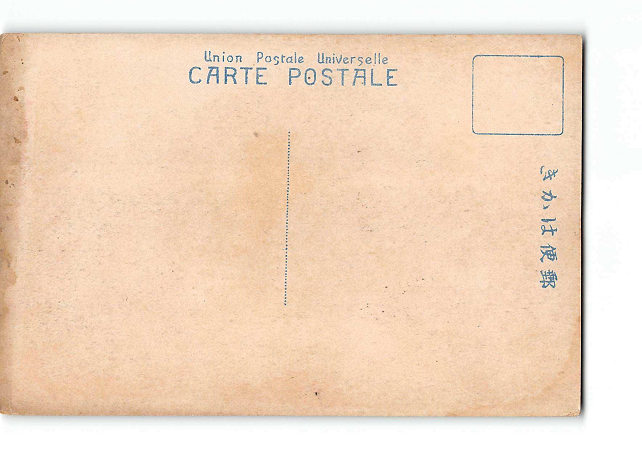 Union Postale Universelle
CARTE POSTALE
きかは便郵